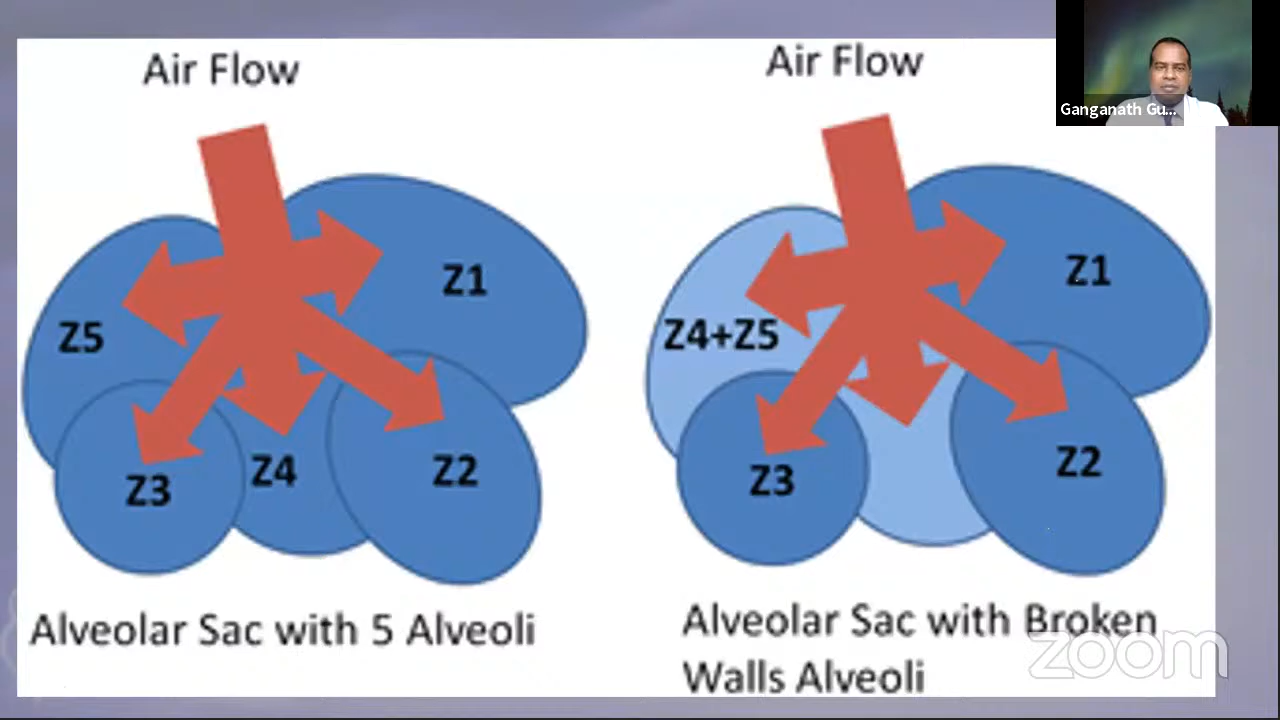 Air Flow
Z1
Z5
Z4
Z2
Z3
Alveolar Sac with 5 Alveoli
Air Flow
Z1
Z4+Z5
Z2
Z3
Alveolar Sac with Broken
Walls Alveoli
Ganganath Gu...
zoom